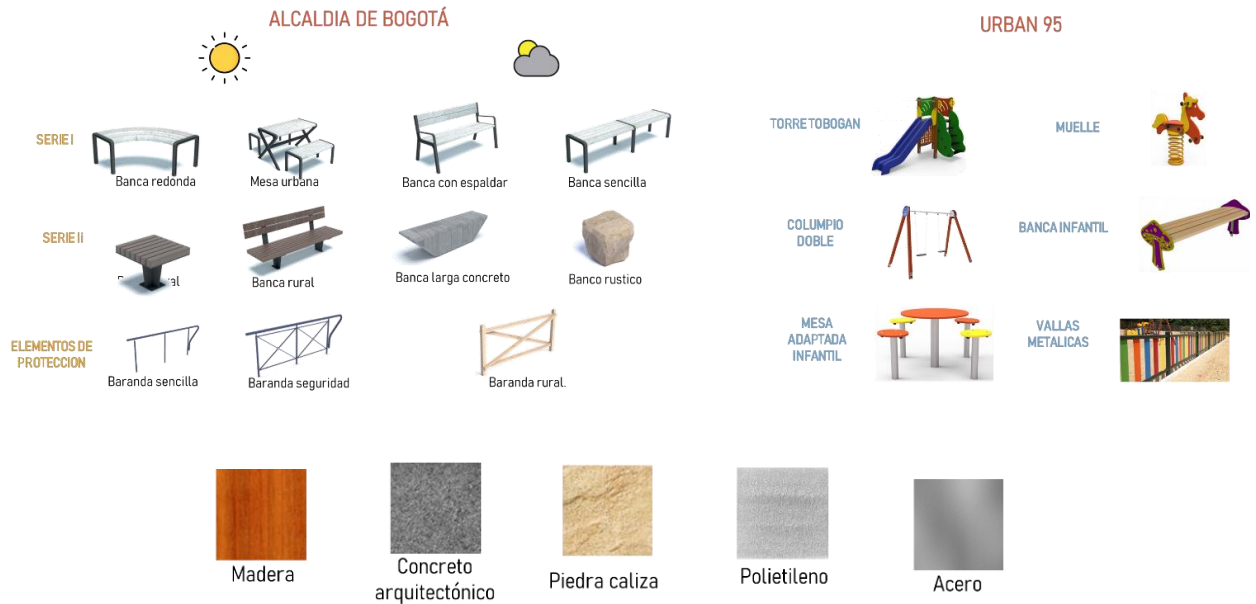 ALCALDIA DE BOGOTÁ
URBAN 95
SERIE I
Banca redonda
Mesa urbana
Banca con espaldar
Banca sencilla
TORRE TOBOGAN
MUELLE
SERIE Ii
Banca rural
Banca larga concreto
Banco rustico
COLUMPIO
DOBLE
BANCA INFANTIL
ELEMENTOS DE
PROTECCION
Baranda sencilla
Baranda seguridad
Baranda rural.
MESA
ADAPTADA
INFANTIL
VALLAS
METALICAS
Madera
Concreto
arquitectónico
Piedra caliza
Polietileno
Acero